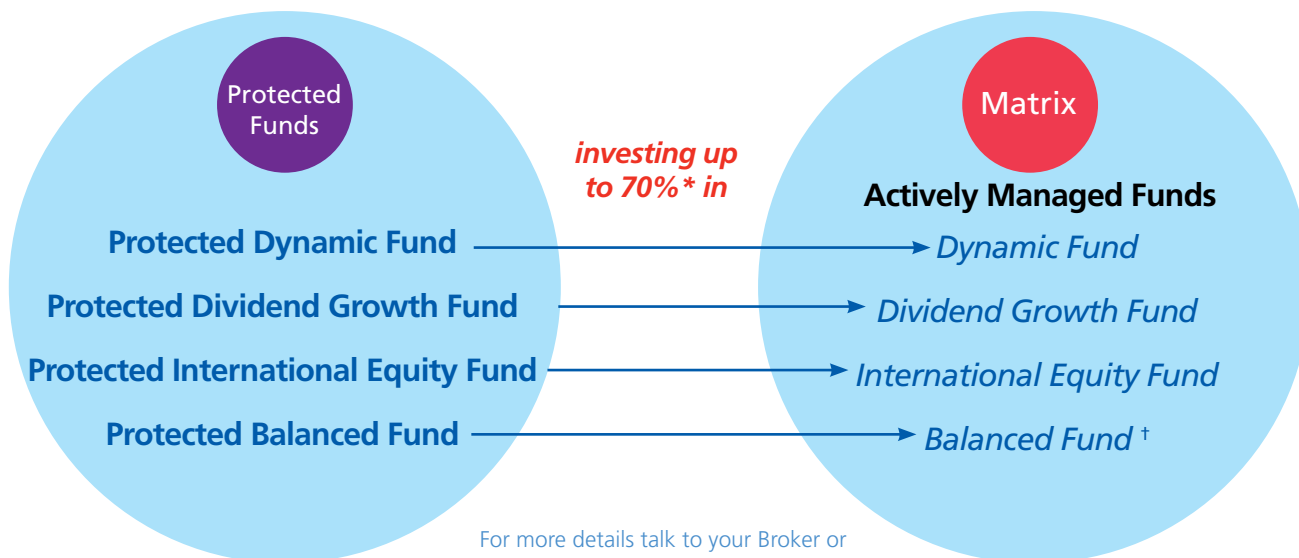 Protected
Funds
investing up
to 70%* in
Matrix
Actively Managed Funds
Protected Dynamic Fund
Dynamic Fund
Protected Dividend Growth Fund
Dividend Growth Fund
Protected International Equity Fund
International Equity Fund
Protected Balanced Fund
Balanced Fund †
For more details talk to your Broker or